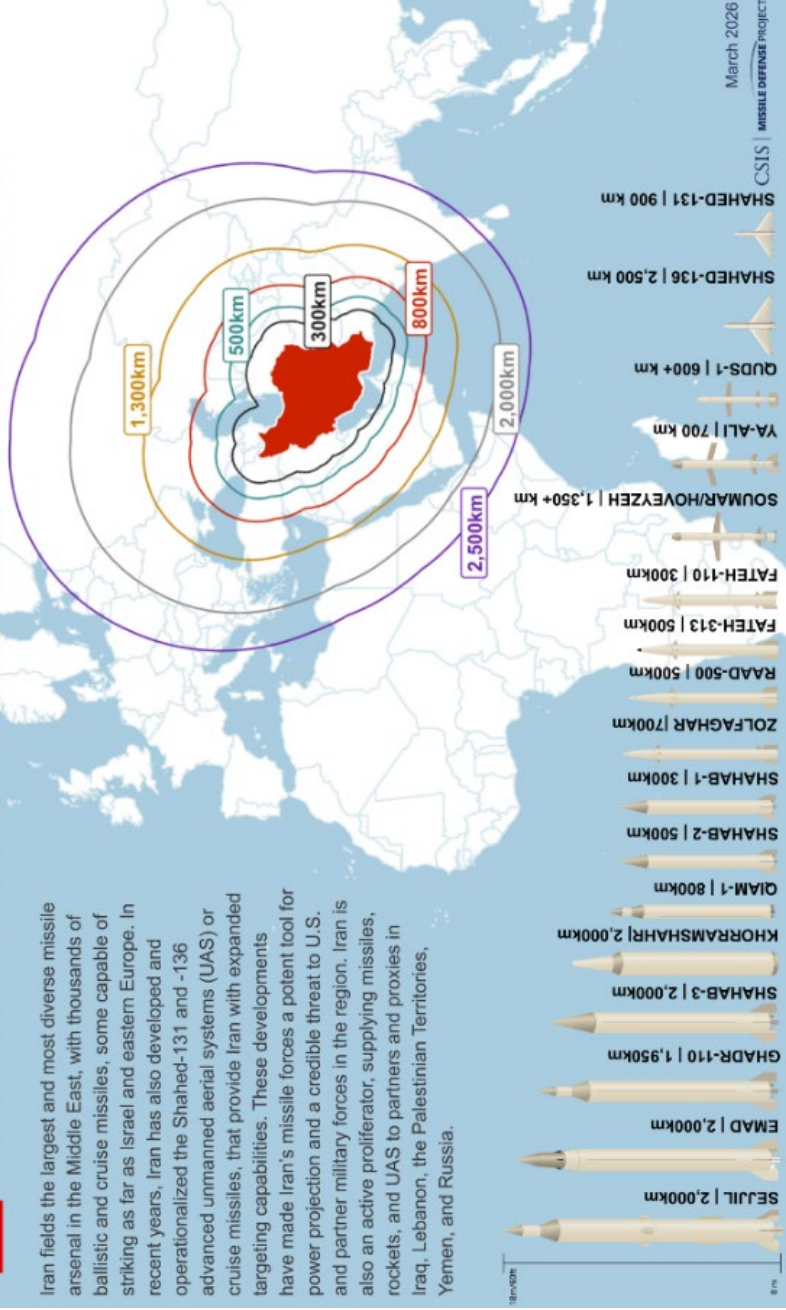 Iran fields the largest and most diverse missile
arsenal in the Middle East, with thousands of
ballistic and cruise missiles, some capable of
striking as far as Israel and eastern Europe. In
recent years, Iran has also developed and
operationalized the Shahed-131 and -136
advanced unmanned aerial systems (UAS) or
cruise missiles, that provide Iran with expanded
targeting capabilities. These developments
have made Iran's missile forces a potent tool for
power projection and a credible threat to U.S.
and partner military forces in the region. Iran is
also an active proliferator, supplying missiles,
rockets, and UAS to partners and proxies in
Iraq, Lebanon, the Palestinian Territories,
Yemen, and Russia.
1,300km
500km
300km
800km
2,000km
2,500km
18m/60ft
0 m
SEJJIL | 2,000km
EMAD | 2,000km
GHADR-110 | 1,950km
SHAHAB-3 | 2,000km
KHORRAMSHAHR| 2,000km
QIAM-1 | 800km
SHAHAB-2 | 500km
SHAHAB-1 | 300km
ZOLFAGHAR |700km
RAAD-500 | 500km
FATEH-313 | 500km
FATEH-110 | 300km
SOUMAR/HOVEYZEH | 1,350+ km
YA-ALI | 700 km
QUDS-1 | 600+ km
SHAHED-136 | 2,500 km
SHAHED-131 | 900 km
March 2026
CSIS | MISSILE DEFENSE PROJECT